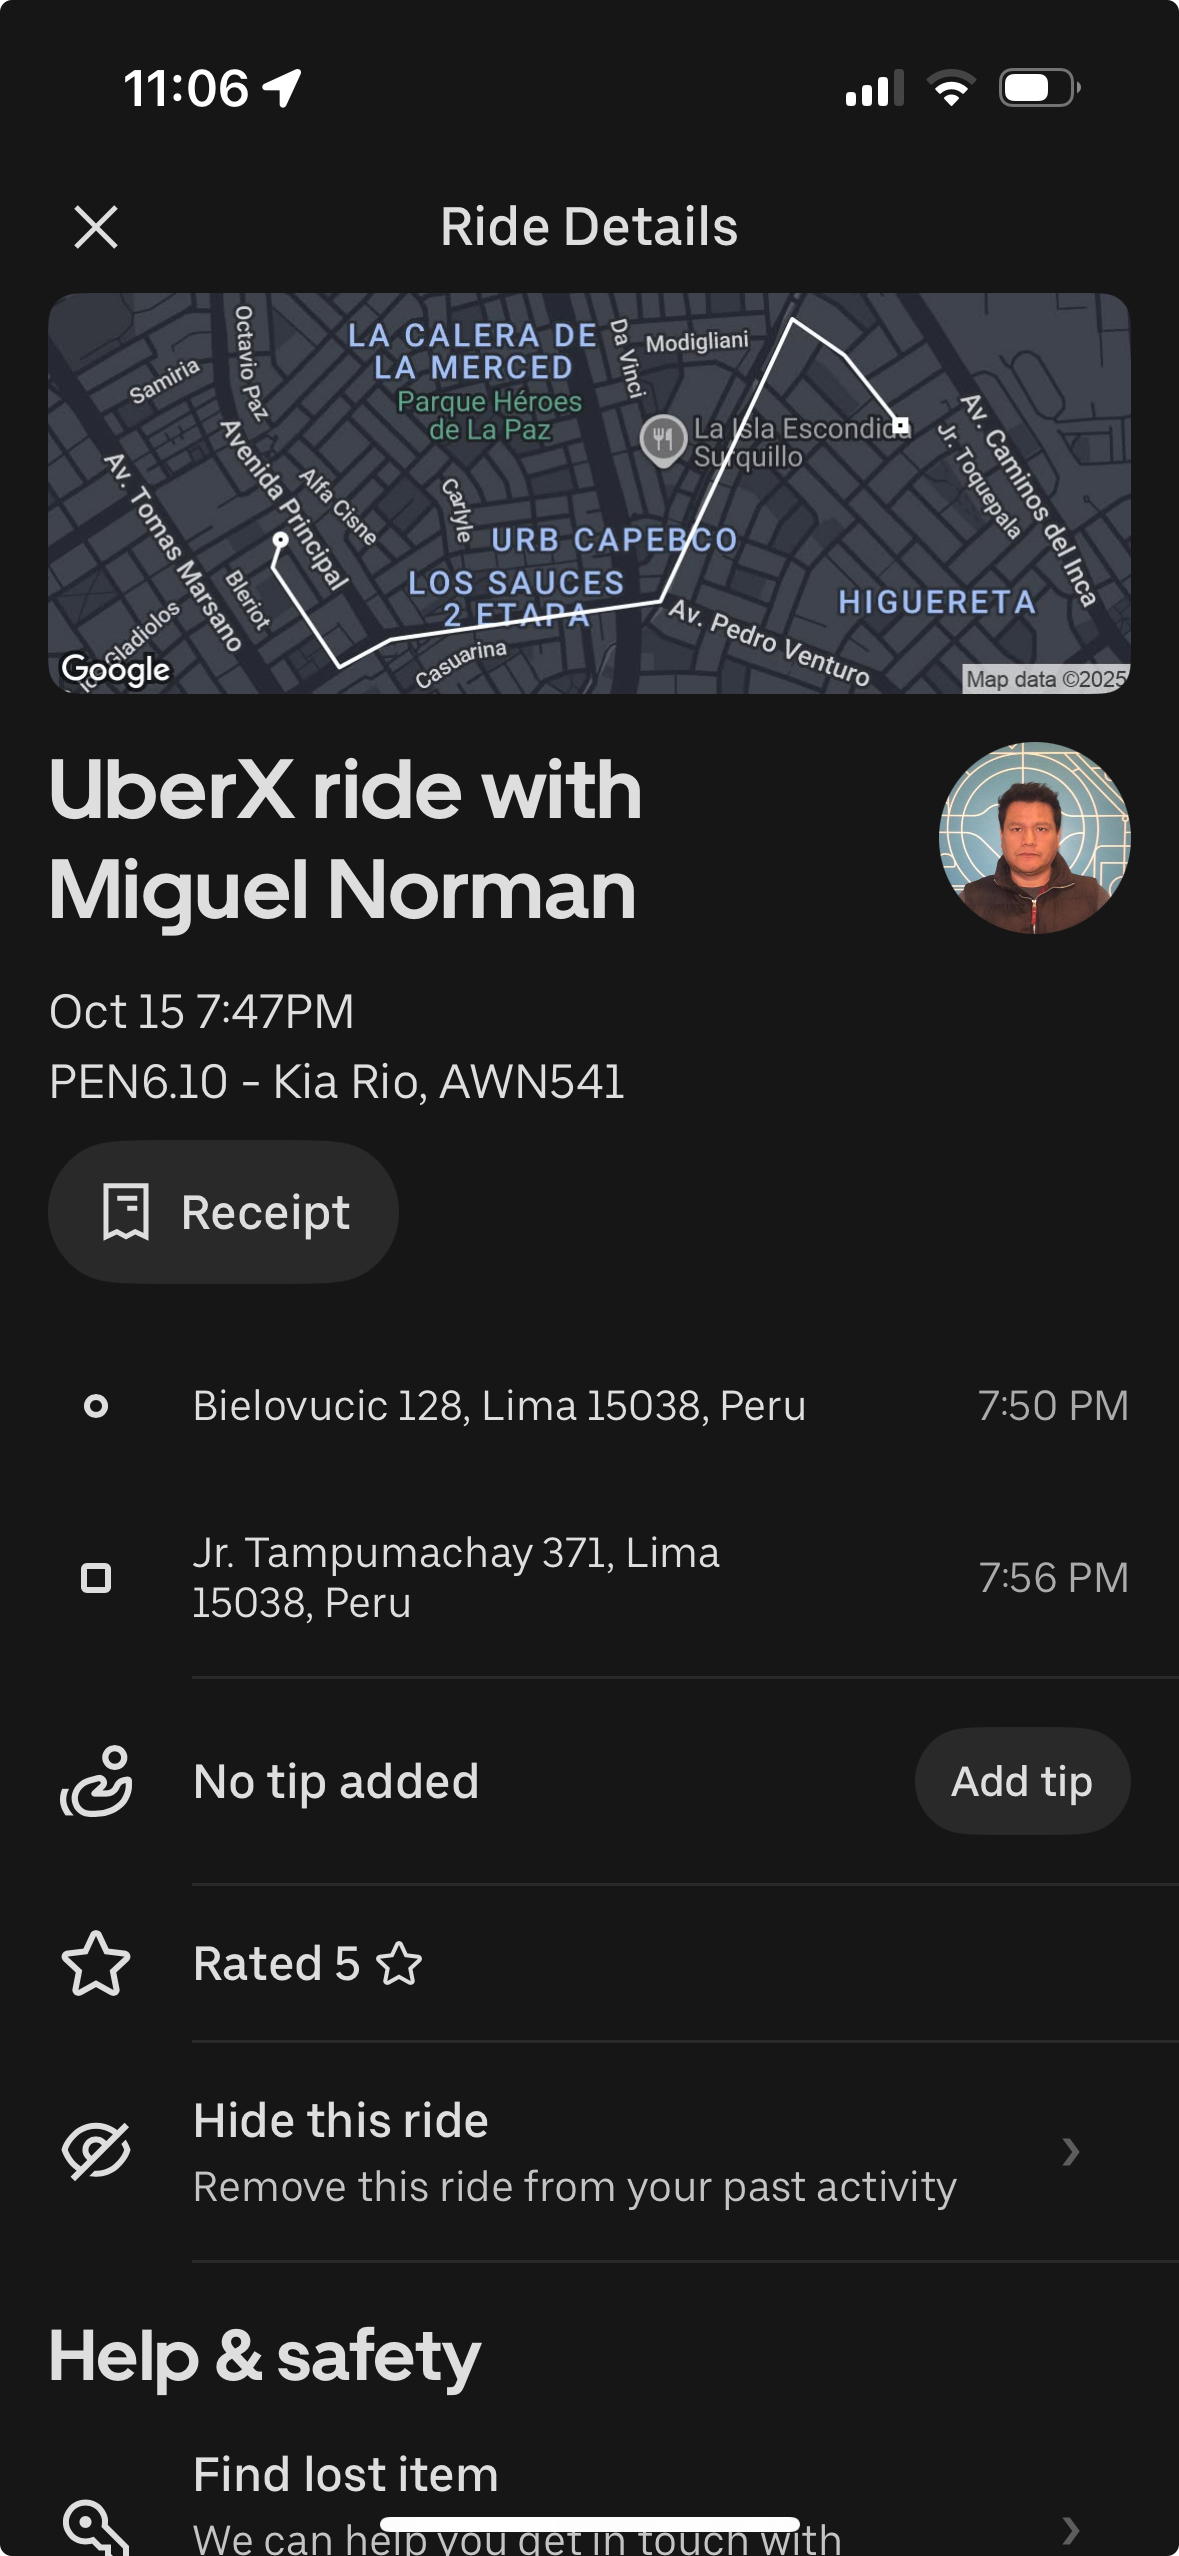 11:06
Ride Details
Octavio Paz
Samiria
LA CALERA DE
LA MERCED
Parque Héroes
de La Paz
Da Vinci
Modigliani
La Isla Escondida
Surquillo
Av. Caminos del Inca
Jr. Toquepala
Avenida Principal
Alfa Cisne
Carlyle
Av. Tomas Marsano
Bleriot
URB CAPEBCO
LOS SAUCES
2 ETAPA
HIGUERETA
Av. Pedro Venturo
Casuarina
Gladiolos
Google
Map data ©2025
UberX ride with
Miguel Norman
Oct 15 7:47PM
PEN6.10 - Kia Rio, AWN541
Receipt
Bielovucic 128, Lima 15038, Peru 7:50 PM
Jr. Tampumachay 371, Lima
15038, Peru 7:56 PM
No tip added Add tip
Rated 5
Hide this ride
Remove this ride from your past activity
Help & safety
Find lost item
We can help you get in touch with